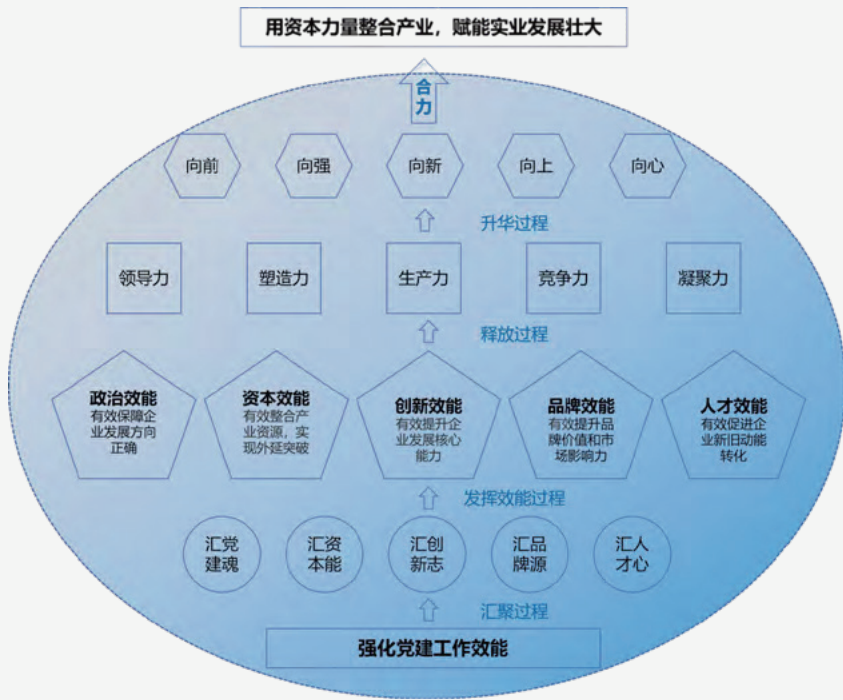 用资本力量整合产业，赋能实业发展壮大
合
力
向前
向强
向新
向上
向心
升华过程
领导力
塑造力
生产力
竞争力
凝聚力
释放过程
政治效能
有效保障企
业发展方向
正确
资本效能
有效整合产
业资源，实
现外延突破
创新效能
有效提升企
业发展核心
能力
品牌效能
有效提升品
牌价值和市
场影响力
人才效能
有效促进企
业新旧动能
转化
发挥效能过程
汇党
建魂
汇资
本能
汇创
新志
汇品
牌源
汇人
才心
汇聚过程
强化党建工作效能